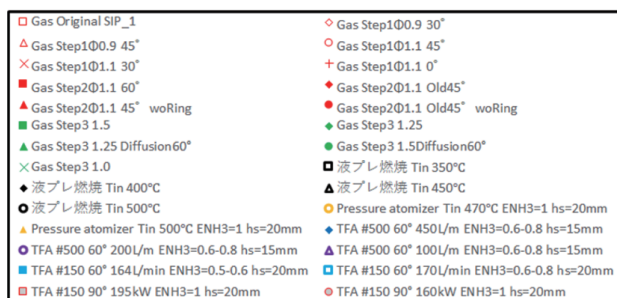 Gas Original SIP_1
Gas Step1Φ0.9 30°
Gas Step1Φ0.9 45°
Gas Step1Φ1.1 45°
Gas Step1Φ1.1 30°
Gas Step1Φ1.1 0°
Gas Step2Φ1.1 60°
Gas Step2Φ1.1 Old45°
Gas Step2Φ1.1 45° woRing
Gas Step2Φ1.1 Old45° woRing
Gas Step3 1.5
Gas Step3 1.25
Gas Step3 1.25 Diffusion60°
Gas Step3 1.5Diffusion60°
Gas Step3 1.0
液プレ燃焼 Tin 350℃
液プレ燃焼 Tin 400℃
液プレ燃焼 Tin 450℃
液プレ燃焼 Tin 500℃
Pressure atomizer Tin 470℃ ENH3=1 hs=20mm
Pressure atomizer Tin 500℃ ENH3=1 hs=20mm
TFA #500 60° 450L/m ENH3=0.6-0.8 hs=15mm
TFA #500 60° 200L/m ENH3=0.6-0.8 hs=15mm
TFA #500 60° 100L/m ENH3=0.6-0.8 hs=15mm
TFA #150 60° 164L/min ENH3=0.5-0.6 hs=20mm
TFA #150 60° 170L/min ENH3=0.6-0.8 hs=20mm
TFA #150 90° 195kW ENH3=1 hs=20mm
TFA #150 90° 160kW ENH3=1 hs=20mm